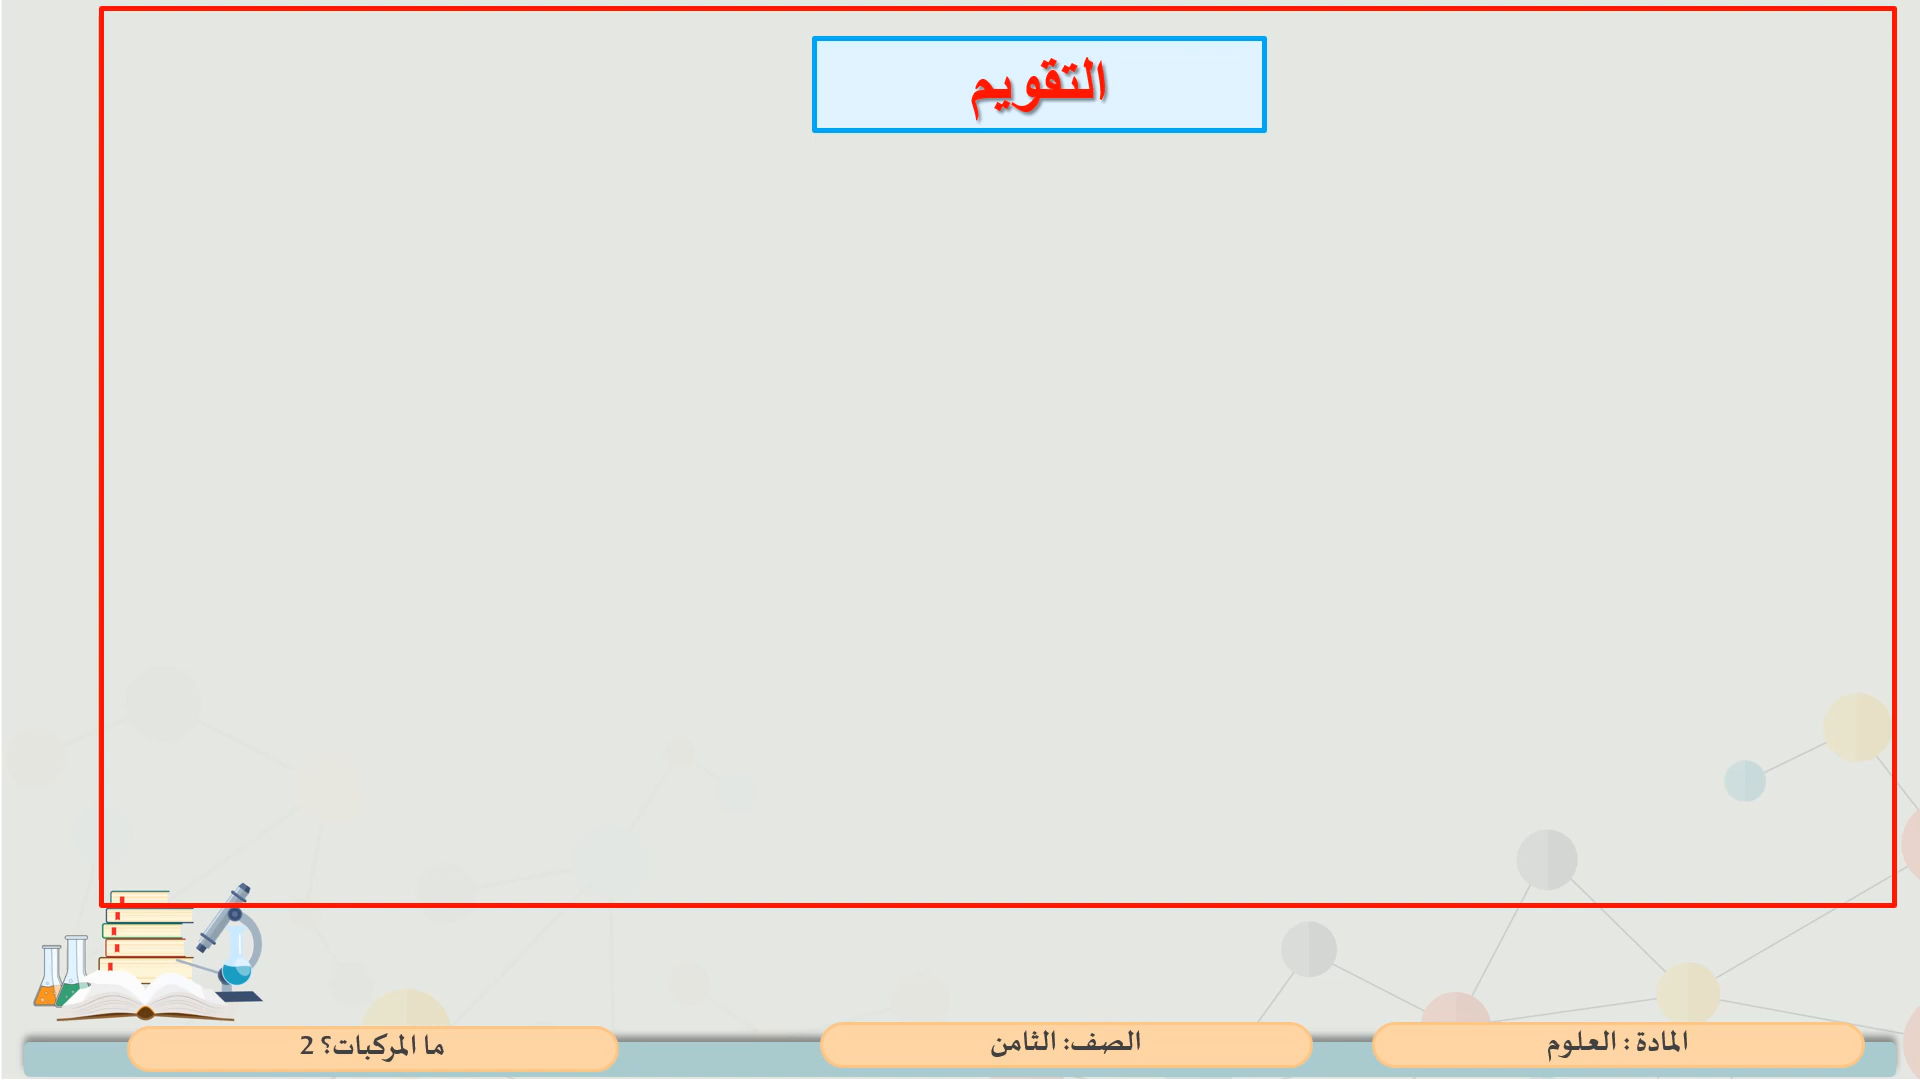 التقويم
المادة : العلوم
الصف: الثامن
ما المركبات؟ 2